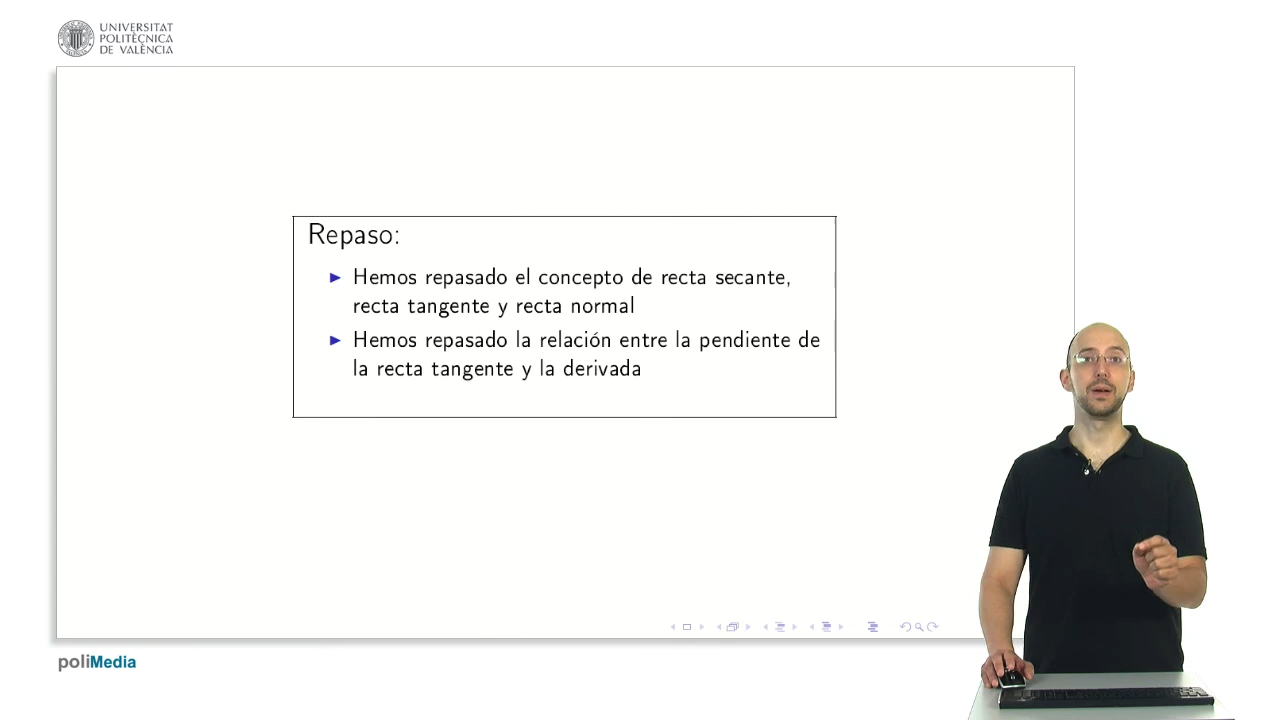 UNIVERSITAT
POLITÈCNICA
DE VALÈNCIA
Repaso:
Hemos repasado el concepto de recta secante,
recta tangente y recta normal
Hemos repasado la relación entre la pendiente de
la recta tangente y la derivada
poliMedia